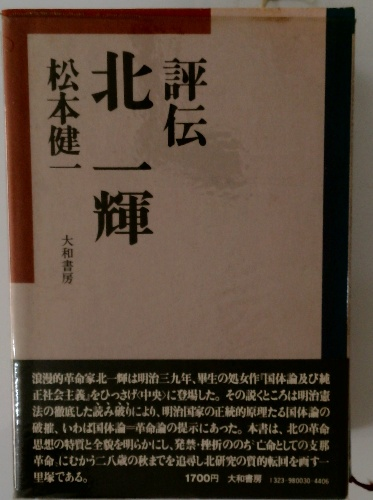 評伝
北一輝
松本健一
大和書房
浪漫的革命家北一輝は明治三九年、畢生の処女作『国体論及び純
正社会主義』をひっさげ〈中央〉に登場した。その説くところは明治憲
法の徹底した読み破りにより、明治国家の正統的原理たる国体論の
破摧、いわば国体論=革命論の提示にあった。本書は、北の革命
思想の特質と全貌を明らかにし、発禁・挫折ののち「亡命としての支那
革命」にむかう二八歳の秋までを追尋し北研究の質的転回を画す一
里塚である。
1700円 大和書房 1323-980030-4406